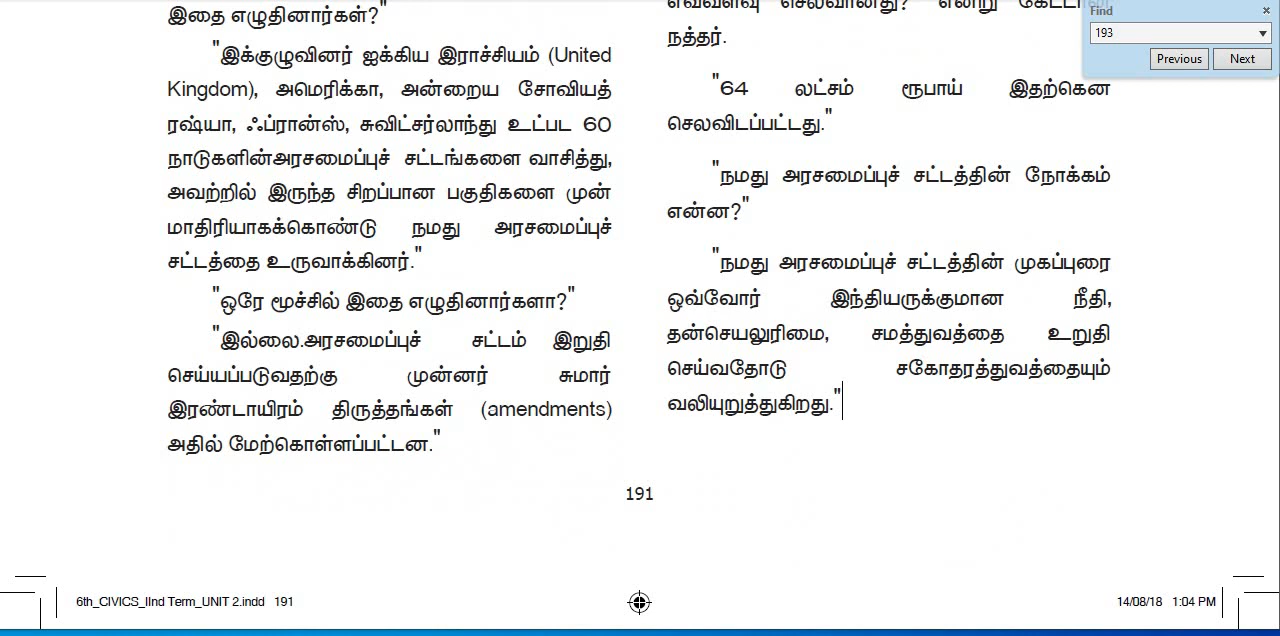 இதை எழுதினார்கள்?"
"இக்குழுவினர் ஐக்கிய இராச்சியம் (United
Kingdom), அமெரிக்கா, அன்றைய சோவியத்
ரஷ்யா, ஃப்ரான்ஸ், சுவிட்சர்லாந்து உட்பட 60
நாடுகளின்அரசமைப்புச் சட்டங்களை வாசித்து,
அவற்றில் இருந்த சிறப்பான பகுதிகளை முன்
மாதிரியாகக்கொண்டு நமது அரசமைப்புச்
சட்டத்தை உருவாக்கினர்."
"ஒரே மூச்சில் இதை எழுதினார்களா?"
"இல்லை.அரசமைப்புச் சட்டம் இறுதி
செய்யப்படுவதற்கு முன்னர் சுமார்
இரண்டாயிரம் திருத்தங்கள் (amendments)
அதில் மேற்கொள்ளப்பட்டன."
எவ்வளவு செலவானது? என்று
நத்தர்.
"64 லட்சம் ரூபாய் இதற்கென
செலவிடப்பட்டது."
"நமது அரசமைப்புச் சட்டத்தின் நோக்கம்
என்ன?"
"நமது அரசமைப்புச் சட்டத்தின் முகப்புரை
ஒவ்வோர் இந்தியருக்குமான நீதி,
தன்செயலுரிமை, சமத்துவத்தை உறுதி
செய்வதோடு சகோதரத்துவத்தையும்
வலியுறுத்துகிறது."
191
6th_CIVICS_IInd Term_UNIT 2.indd 191
14/08/18 1:04 PM
Find
193
Previous Next